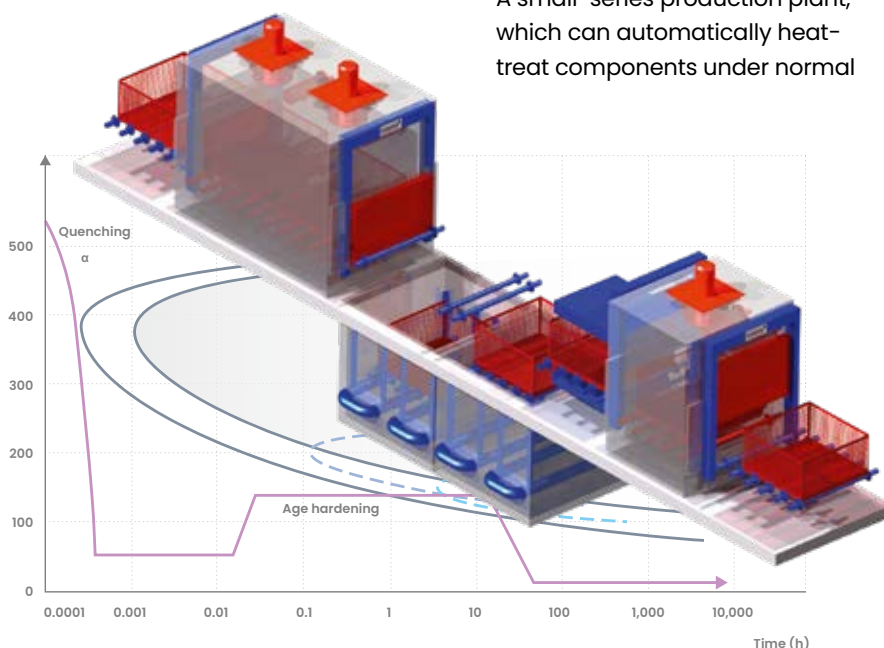 A small-series production plant,
which can automatically heat-
treat components under normal
Quenching
α
500
400
300
200
100
0
Age hardening
0.0001 0.001 0.01 0.1 1 10 100 1,000 10,000
Time (h)